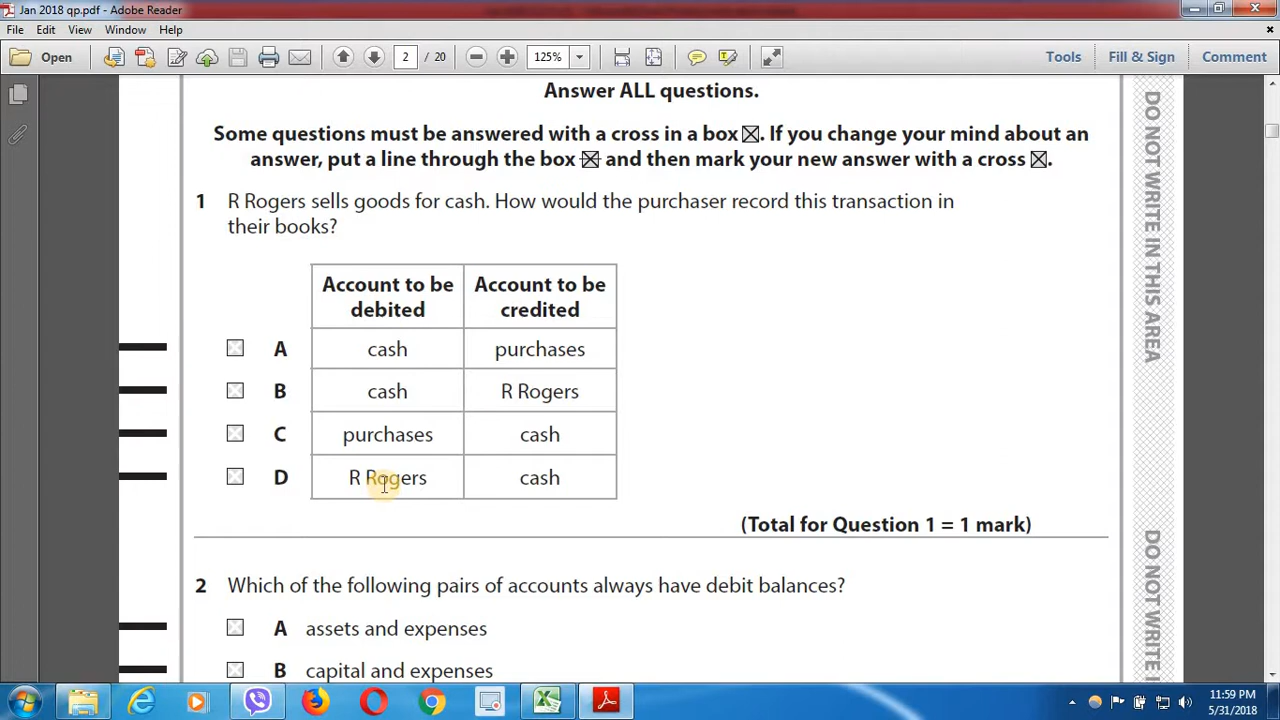 Jan 2018 qp.pdf - Adobe Reader
File Edit View Window Help
Open 2 / 20 125% Tools Fill & Sign Comment
Answer ALL questions.
Some questions must be answered with a cross in a box ☒. If you change your mind about an
answer, put a line through the box ☒ and then mark your new answer with a cross ☒.
1 R Rogers sells goods for cash. How would the purchaser record this transaction in
their books?
Account to be debited Account to be credited
A cash purchases
B cash R Rogers
C purchases cash
D R Rogers cash
(Total for Question 1 = 1 mark)
2 Which of the following pairs of accounts always have debit balances?
A assets and expenses
B capital and expenses
DO NOT WRITE IN THIS AREA
DO NOT WRITE I
11:59 PM
5/31/2018